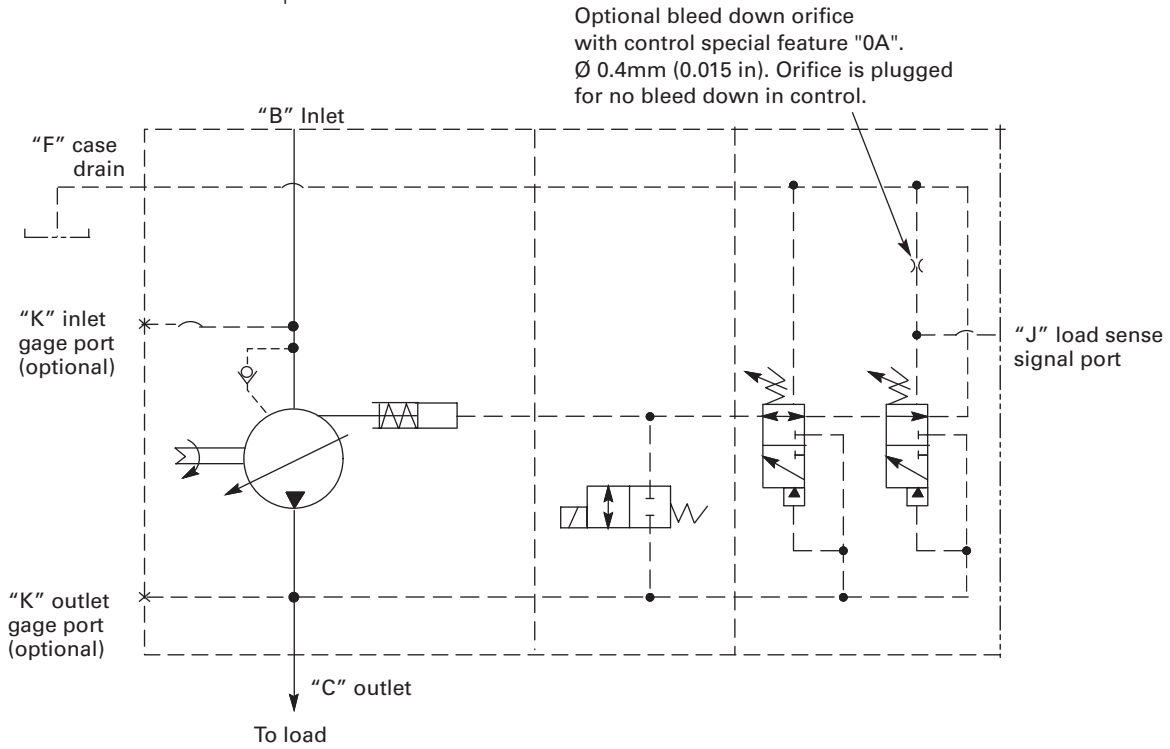 Optional bleed down orifice
with control special feature "0A".
Ø 0.4mm (0.015 in). Orifice is plugged
for no bleed down in control.
“B” Inlet
“F” case
drain
“K” inlet
gage port
(optional)
“J” load sense
signal port
“K” outlet
gage port
(optional)
“C” outlet
To load